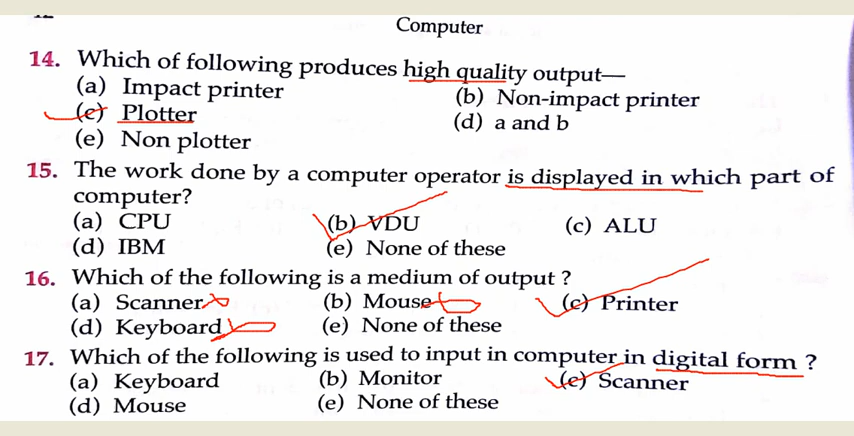 Computer
14. Which of following produces high quality output—
(a) Impact printer (b) Non-impact printer
(c) Plotter (d) a and b
(e) Non plotter
15. The work done by a computer operator is displayed in which part of
computer?
(a) CPU (b) VDU (c) ALU
(d) IBM (e) None of these
16. Which of the following is a medium of output ?
(a) Scanner (b) Mouse (c) Printer
(d) Keyboard (e) None of these
17. Which of the following is used to input in computer in digital form ?
(a) Keyboard (b) Monitor (c) Scanner
(d) Mouse (e) None of these